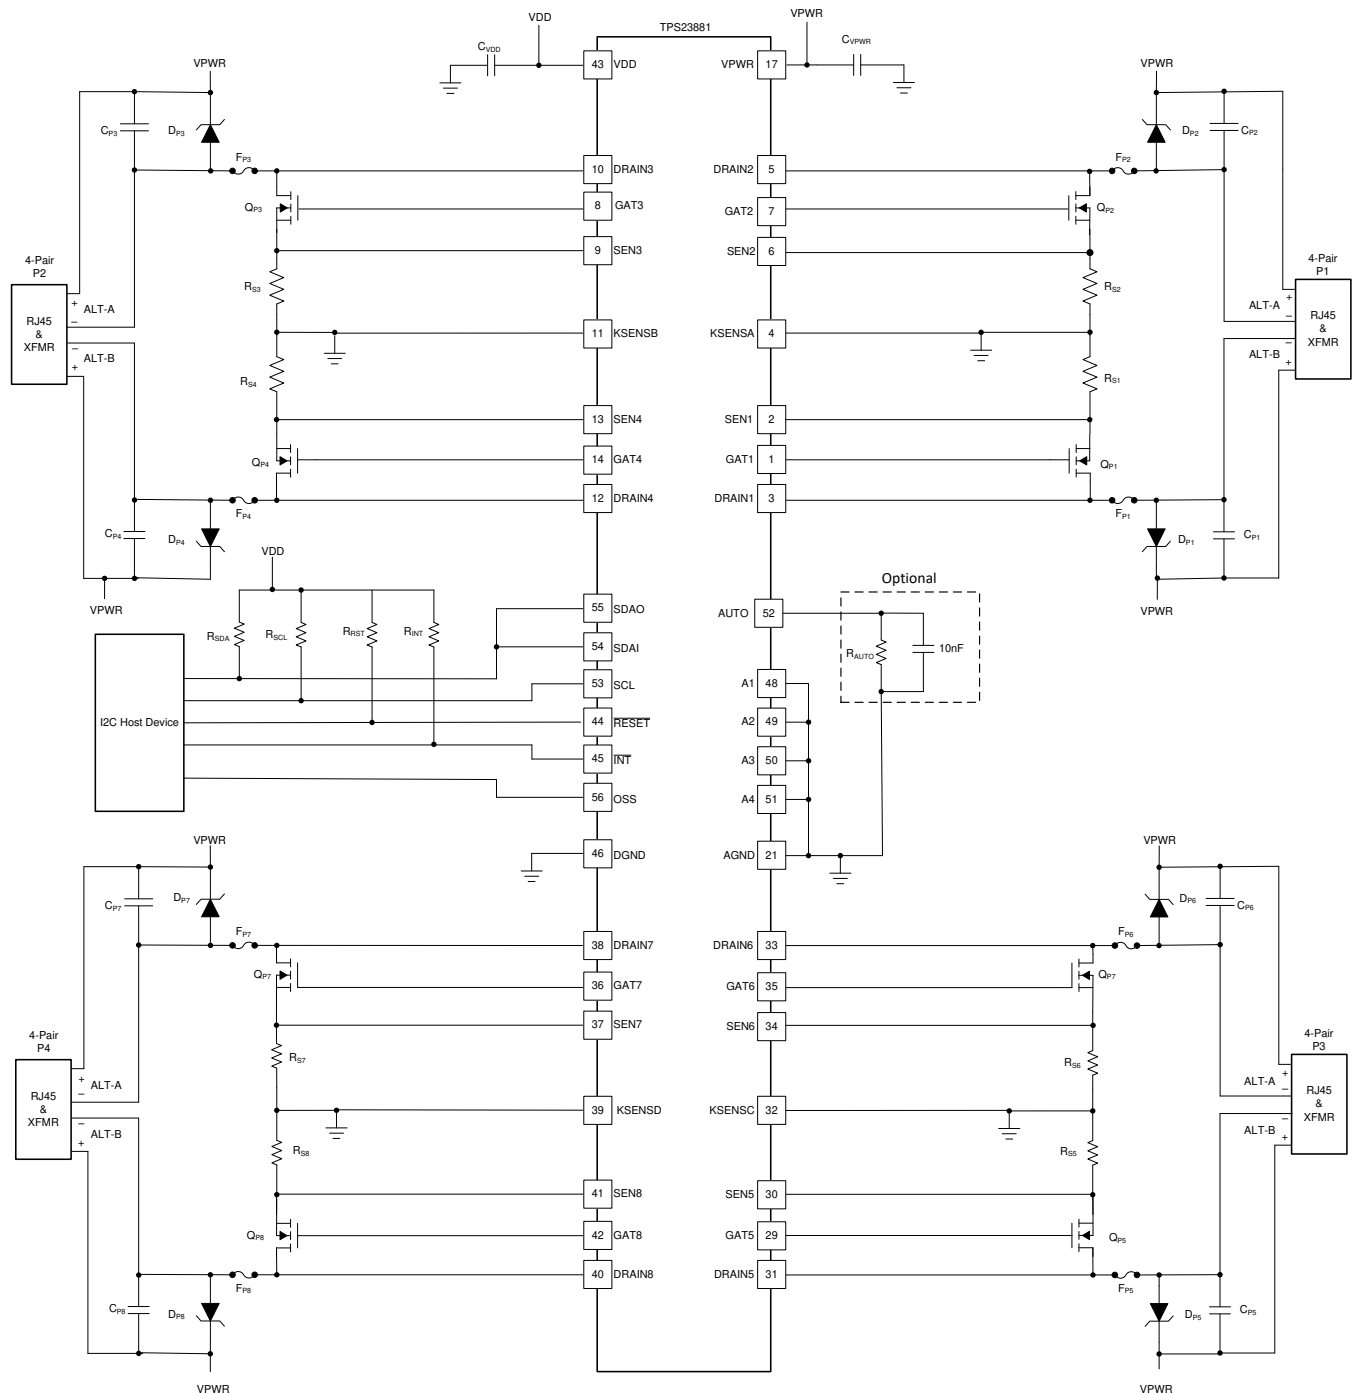 TPS23881
VDD
VPWR
CVDD
43
VDD
VPWR
17
CVPWR
VPWR
CP3
DP3
FP3
10
DRAIN3
QP3
8
GAT3
9
SEN3
RS3
4-Pair
P2
RJ45
&
XFMR
+
ALT-A
–
–
ALT-B
+
11
KSENSB
RS4
13
SEN4
QP4
14
GAT4
12
DRAIN4
FP4
CP4
DP4
VPWR
VPWR
DP2
CP2
FP2
DRAIN2
5
GAT2
7
QP2
SEN2
6
RS2
4-Pair
P1
RJ45
&
XFMR
ALT-A
+
–
–
ALT-B
+
KSENSA
4
RS1
SEN1
2
GAT1
1
QP1
DRAIN1
3
FP1
DP1
CP1
VPWR
VDD
RSDA
RSCL
RRST
RINT
55
SDAO
54
SDAI
53
SCL
I2C Host Device
44
RESET
45
INT
56
OSS
46
DGND
Optional
AUTO
52
RAUTO
10nF
A1
48
A2
49
A3
50
A4
51
AGND
21
VPWR
CP7
DP7
FP7
38
DRAIN7
QP7
36
GAT7
37
SEN7
RS7
4-Pair
P4
RJ45
&
XFMR
+
ALT-A
–
–
ALT-B
+
39
KSENSD
RS8
41
SEN8
QP8
42
GAT8
40
DRAIN8
FP8
CP8
DP8
VPWR
VPWR
DP6
CP6
FP6
DRAIN6
33
GAT6
35
QP7
SEN6
34
RS6
4-Pair
P3
RJ45
&
XFMR
ALT-A
+
–
–
ALT-B
+
KSENSC
32
RS5
SEN5
30
GAT5
29
QP5
DRAIN5
31
FP5
DP5
CP5
VPWR